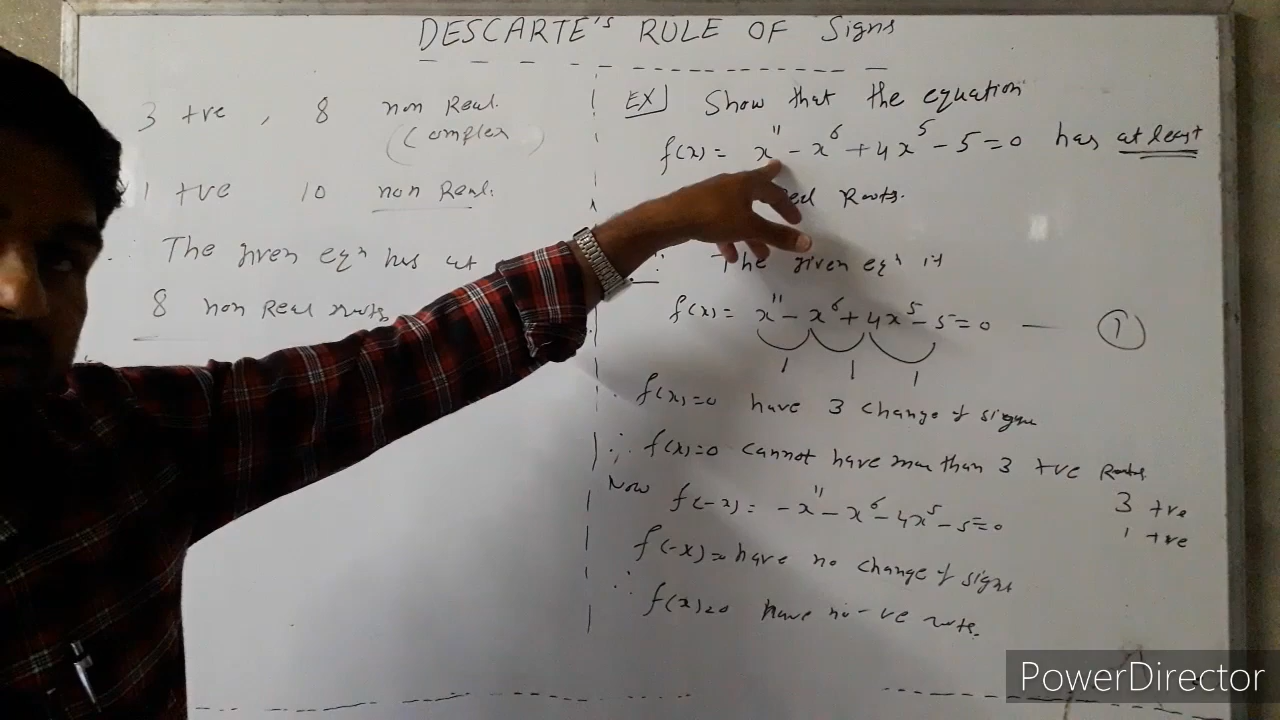 DESCARTE's RULE OF Signs
3 +ve , 8 non Real.
(complex)
1 +ve 10 non Real.
∴ The given eqⁿ has at
8 non Real roots
EX] Show that the equation
f(x) = x¹¹ - x⁶ + 4x⁵ - 5 = 0 has at least
Roots.
The given eqⁿ is
f(x) = x¹¹ - x⁶ + 4x⁵ - 5 = 0 — ①
1 1 1
f(x)=0 have 3 change of signs
∴ f(x)=0 cannot have more than 3 +ve Roots
Now f(-x) = -x¹¹ - x⁶ - 4x⁵ - 5 = 0
3 +ve
1 +ve
f(-x)= have no change of signs
∴ f(x)=0 have no -ve roots.
PowerDirector